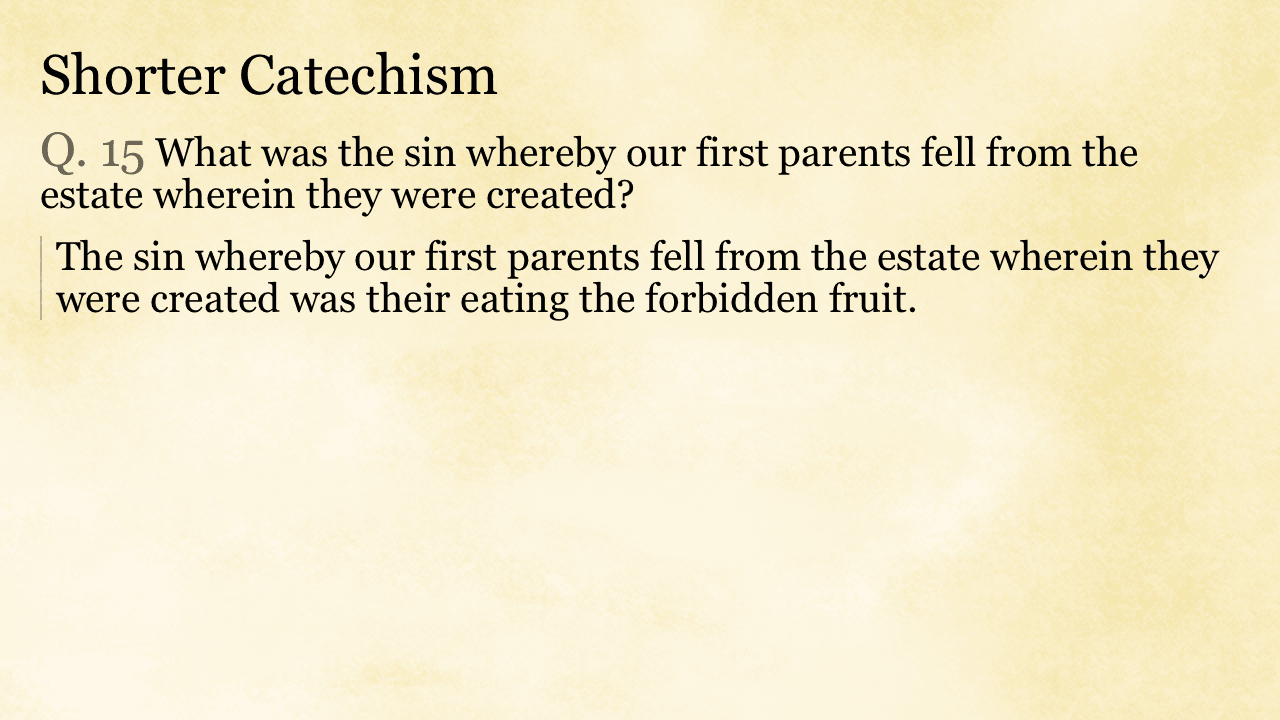 Shorter Catechism
Q. 15 What was the sin whereby our first parents fell from the
estate wherein they were created?
The sin whereby our first parents fell from the estate wherein they
were created was their eating the forbidden fruit.